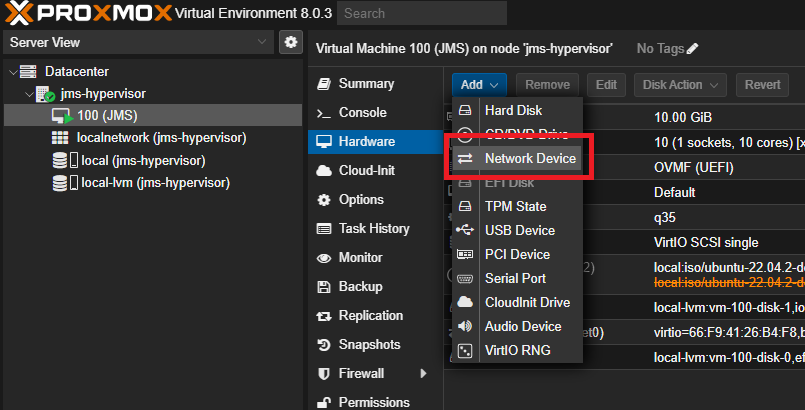 PROXMOX Virtual Environment 8.0.3 Search
Server View
Datacenter
jms-hypervisor
100 (JMS)
localnetwork (jms-hypervisor)
local (jms-hypervisor)
local-lvm (jms-hypervisor)
Virtual Machine 100 (JMS) on node 'jms-hypervisor' No Tags
Summary
Console
Hardware
Cloud-Init
Options
Task History
Monitor
Backup
Replication
Snapshots
Firewall
Permissions
Add Remove Edit Disk Action Revert
Hard Disk
CD/DVD Drive
Network Device
EFI Disk
TPM State
USB Device
PCI Device
Serial Port
CloudInit Drive
Audio Device
VirtIO RNG
10.00 GiB
10 (1 sockets, 10 cores) [x
OVMF (UEFI)
Default
q35
VirtIO SCSI single
2) local:iso/ubuntu-22.04.2-de
local:iso/ubuntu-22.04.2-d
local-lvm:vm-100-disk-1,io
et0) virtio=66:F9:41:26:B4:F8,b
local-lvm:vm-100-disk-0,ef